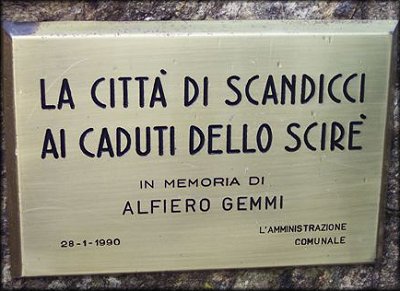 LA CITTÀ DI SCANDICCI
AI CADUTI DELLO SCIRÈ
IN MEMORIA DI
ALFIERO GEMMI
28-1-1990
L'AMMINISTRAZIONE
COMUNALE